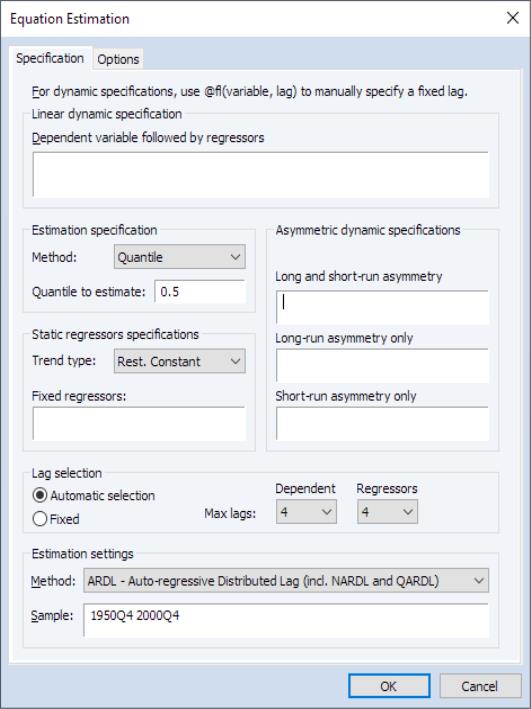 Equation Estimation
Specification
Options
For dynamic specifications, use @fl(variable, lag) to manually specify a fixed lag.
Linear dynamic specification
Dependent variable followed by regressors
Estimation specification
Method: Quantile
Quantile to estimate: 0.5
Asymmetric dynamic specifications
Long and short-run asymmetry
Long-run asymmetry only
Short-run asymmetry only
Static regressors specifications
Trend type: Rest. Constant
Fixed regressors:
Lag selection
Automatic selection
Fixed
Dependent Regressors
Max lags: 4 4
Estimation settings
Method: ARDL - Auto-regressive Distributed Lag (incl. NARDL and QARDL)
Sample: 1950Q4 2000Q4
OK Cancel